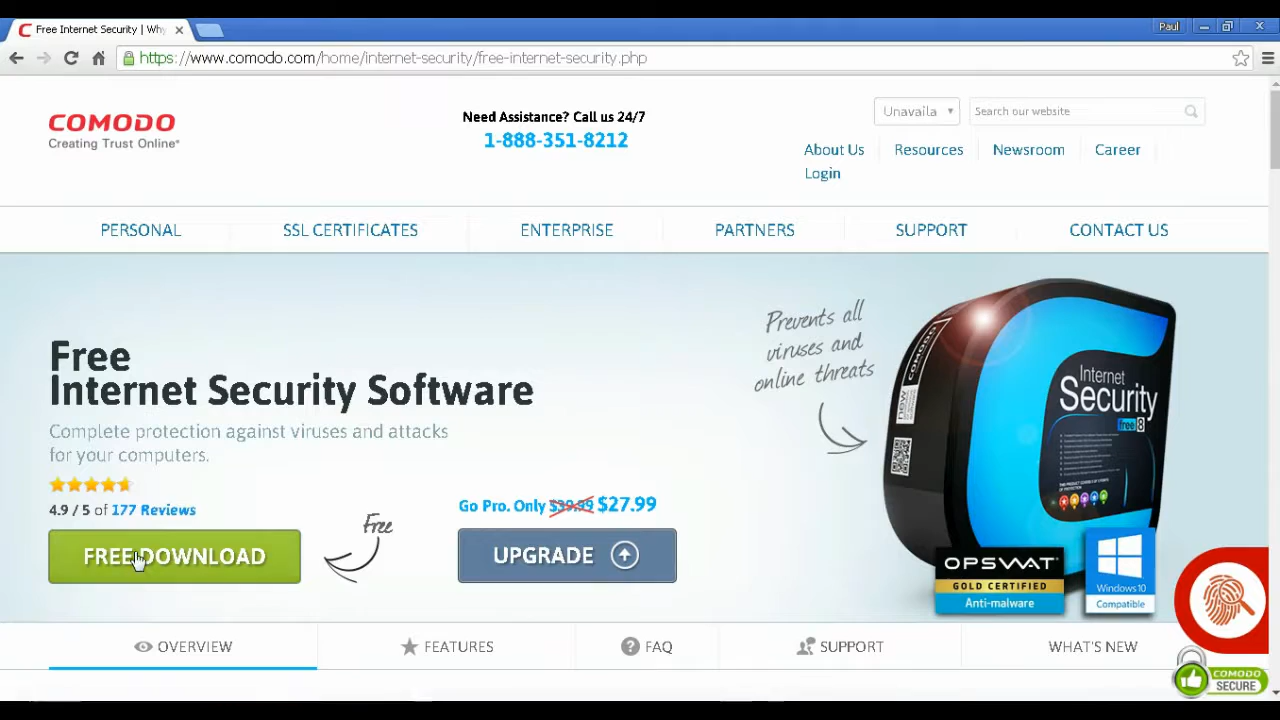 Free Internet Security | Wh
Paul
https://www.comodo.com/home/internet-security/free-internet-security.php
COMODO
Creating Trust Online®
Need Assistance? Call us 24/7
1-888-351-8212
Unavaila
Search our website
About Us
Resources
Newsroom
Career
Login
PERSONAL
SSL CERTIFICATES
ENTERPRISE
PARTNERS
SUPPORT
CONTACT US
Free
Internet Security Software
Complete protection against viruses and attacks
for your computers.
4.9 / 5 of 177 Reviews
FREE DOWNLOAD
Free
Go Pro. Only $39.99 $27.99
UPGRADE
Prevents all
viruses and
online threats
COMODO
new
Internet
Security
free 8
OPSWAT
GOLD CERTIFIED
Anti-malware
Windows 10
Compatible
OVERVIEW
FEATURES
FAQ
SUPPORT
WHAT'S NEW
COMODO
SECURE